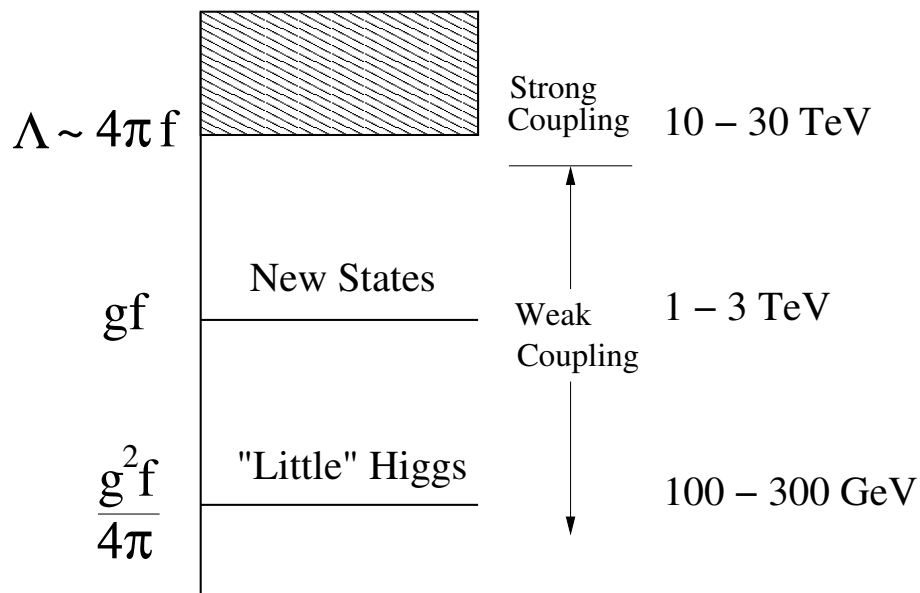 Strong
Λ ~ 4π f
Coupling
10 – 30 TeV
New States
gf
1 – 3 TeV
Weak
Coupling
"Little" Higgs
g²f
4π
100 – 300 GeV